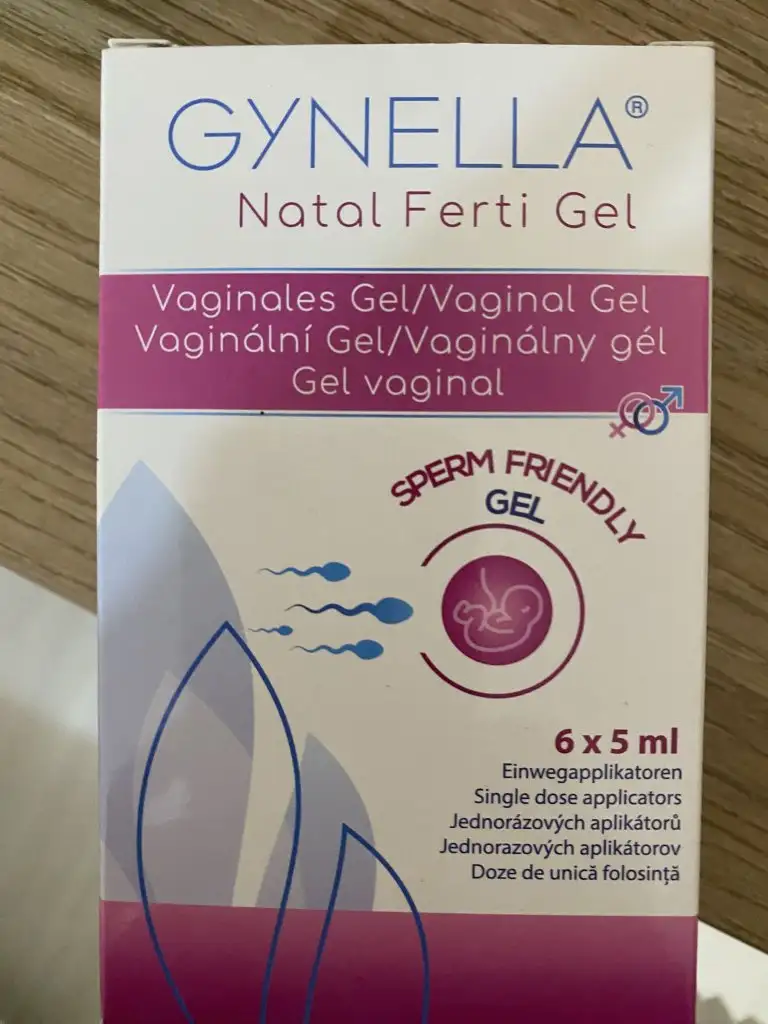 GYNELLA®
Natal Ferti Gel
Vaginales Gel/Vaginal Gel
Vaginální Gel/Vaginálny gél
Gel vaginal
SPERM FRIENDLY
GEL
6 x 5 ml
Einwegapplikatoren
Single dose applicators
Jednorázových aplikátorů
Jednorazových aplikátorov
Doze de unică folosință